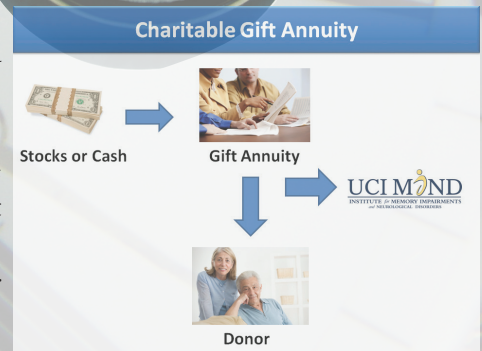 Charitable Gift Annuity
Stocks or Cash
Gift Annuity
UCI MIND
INSTITUTE for MEMORY IMPAIRMENTS
and NEUROLOGICAL DISORDERS
Donor